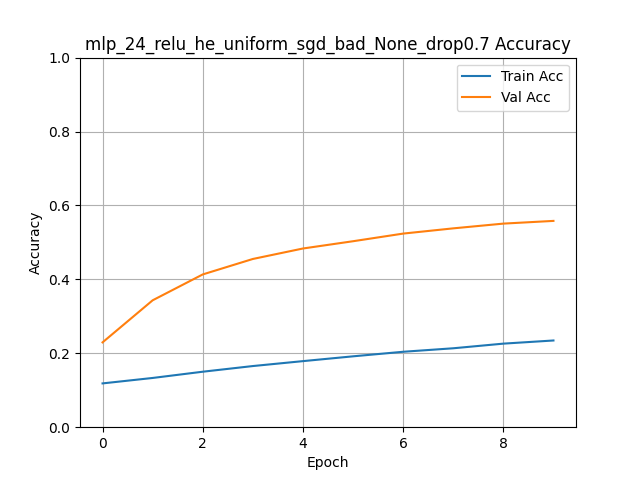 mlp_24_relu_he_uniform_sgd_bad_None_drop0.7 Accuracy
Train Acc
Val Acc
1.0
0.8
0.6
0.4
0.2
0.0
Accuracy
0 2 4 6 8
Epoch